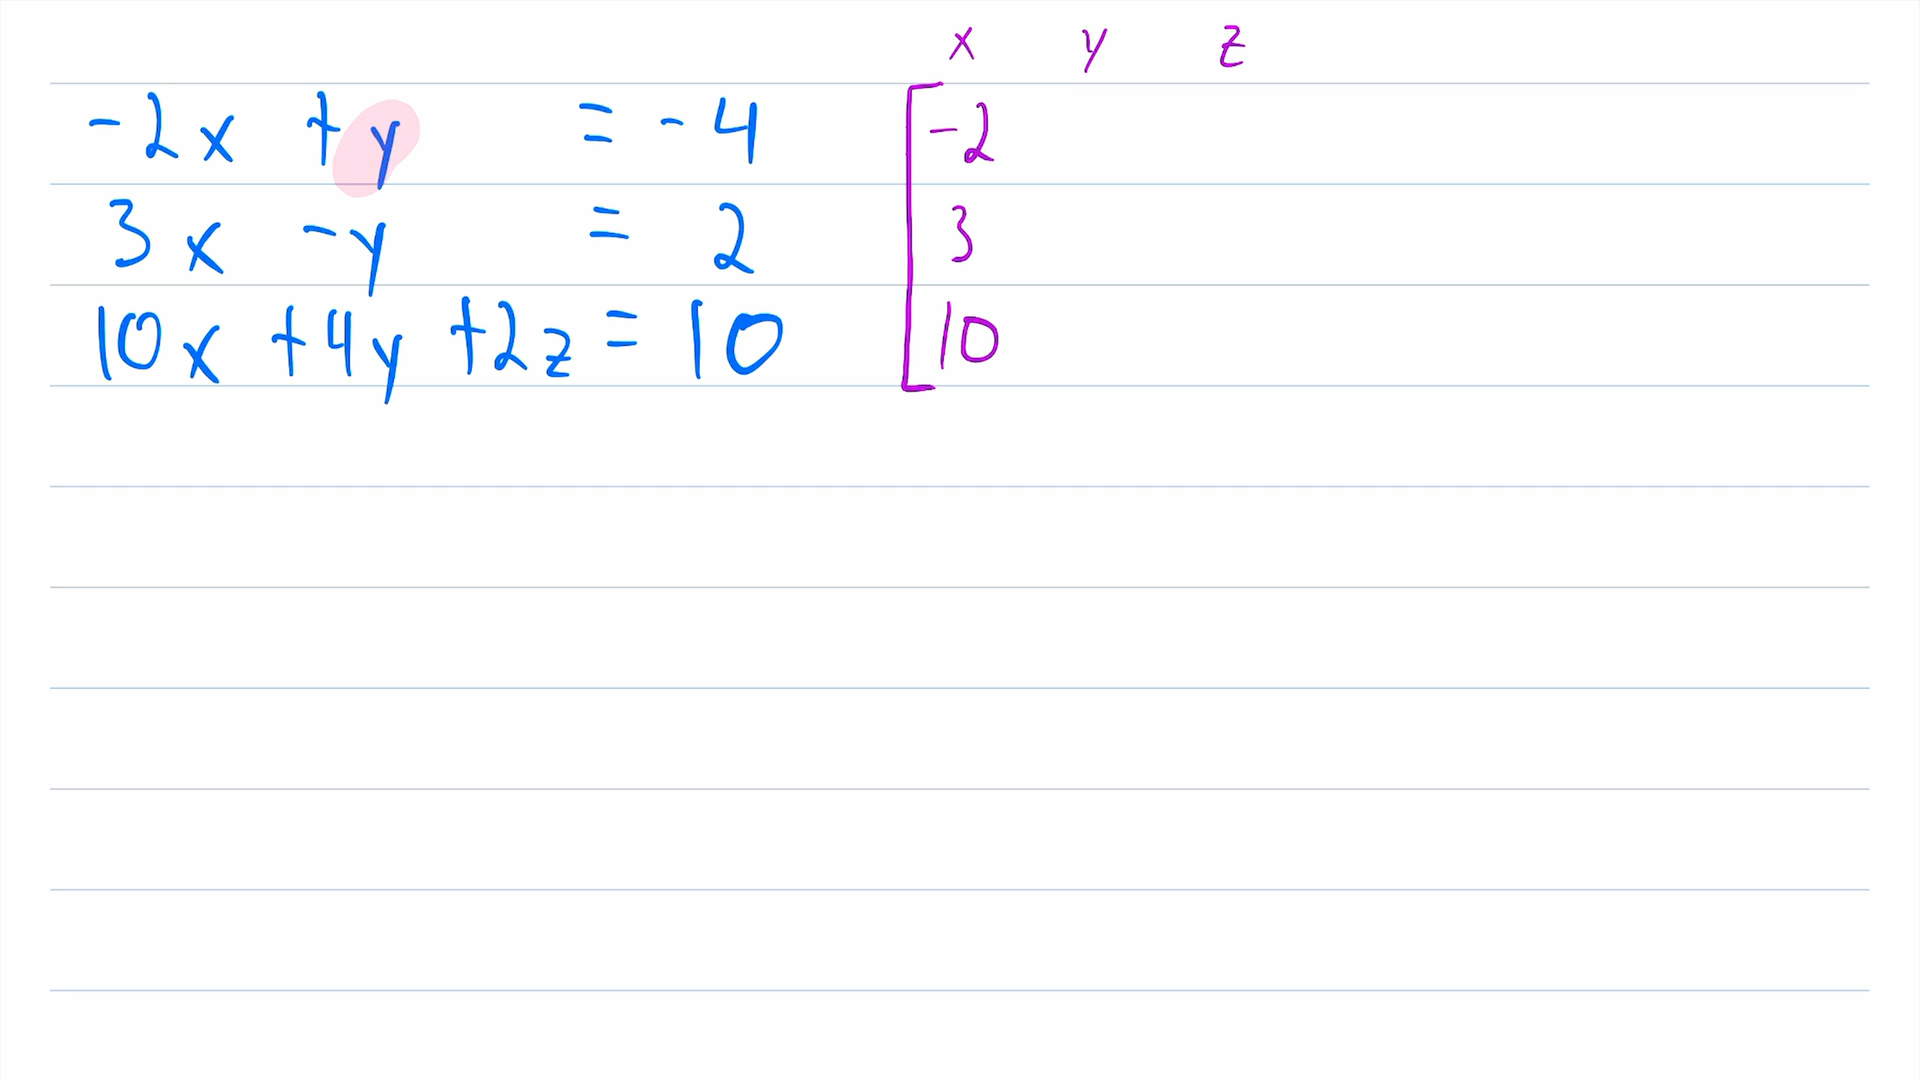 x y z
-2x +y = -4
3x -y = 2
10x +4y +2z = 10
-2
3
10